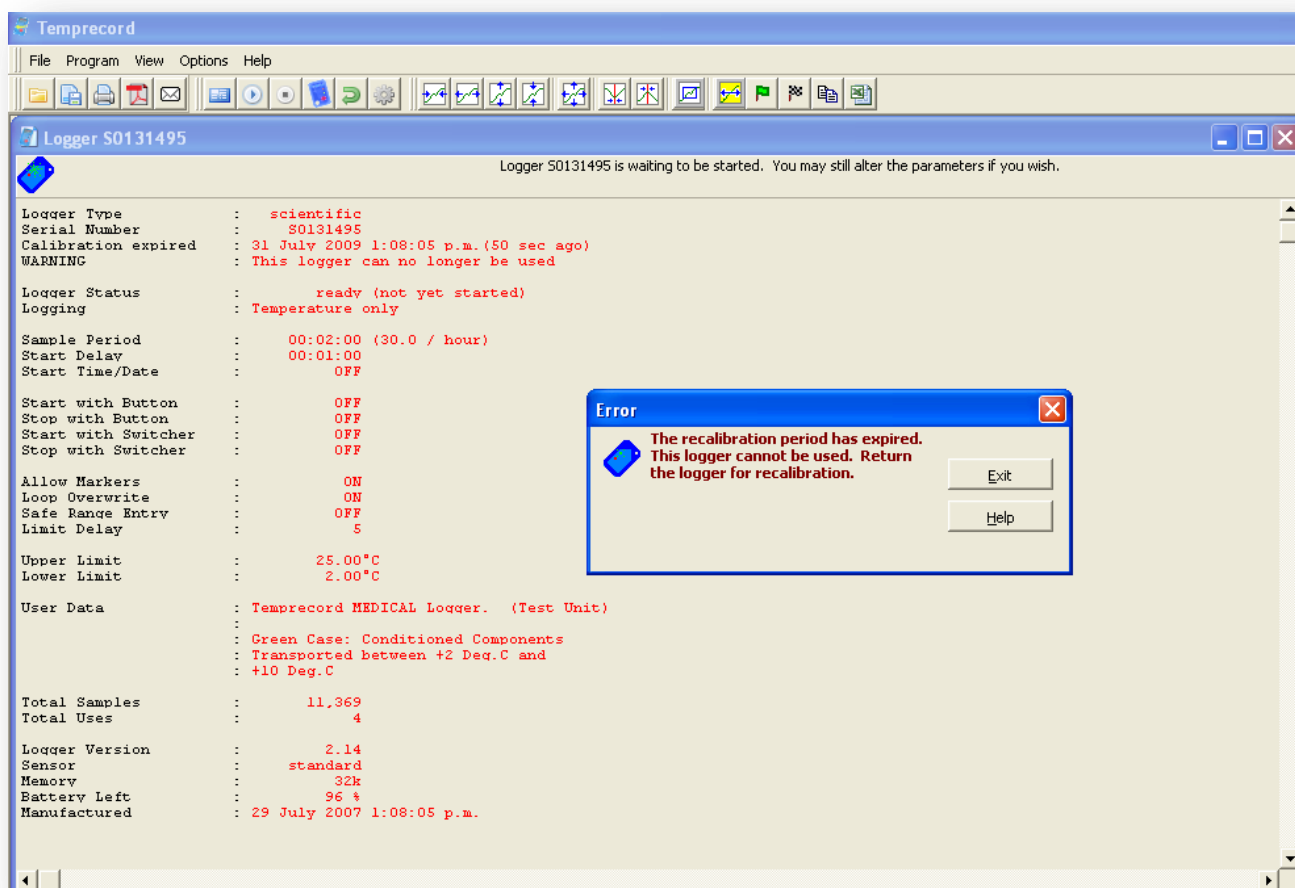 Temprecord
File Program View Options Help
Logger S0131495
Logger S0131495 is waiting to be started. You may still alter the parameters if you wish.
Logger Type : scientific
Serial Number : S0131495
Calibration expired : 31 July 2009 1:08:05 p.m.(50 sec ago)
WARNING : This logger can no longer be used
Logger Status : ready (not yet started)
Logging : Temperature only
Sample Period : 00:02:00 (30.0 / hour)
Start Delay : 00:01:00
Start Time/Date : OFF
Start with Button : OFF
Stop with Button : OFF
Start with Switcher : OFF
Stop with Switcher : OFF
Allow Markers : ON
Loop Overwrite : ON
Safe Range Entry : OFF
Limit Delay : 5
Upper Limit : 25.00°C
Lower Limit : 2.00°C
User Data : Temprecord MEDICAL Logger. (Test Unit)
:
: Green Case: Conditioned Components
: Transported between +2 Deg.C and
: +10 Deg.C
Total Samples : 11,369
Total Uses : 4
Logger Version : 2.14
Sensor : standard
Memory : 32k
Battery Left : 96 %
Manufactured : 29 July 2007 1:08:05 p.m.
Error
The recalibration period has expired.
This logger cannot be used. Return
the logger for recalibration.
Exit
Help